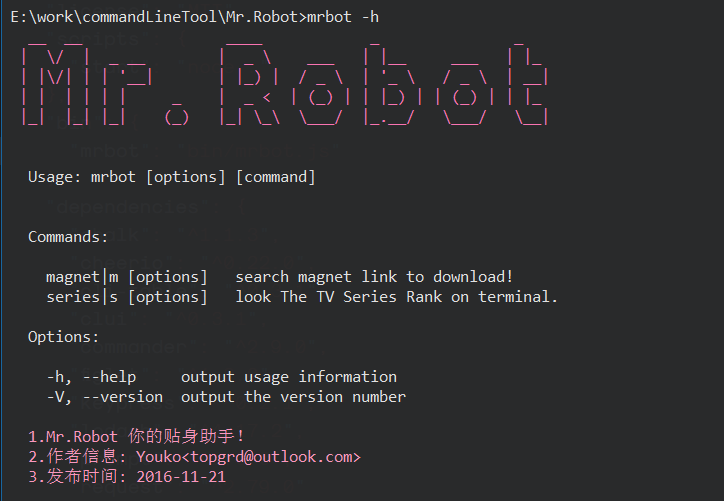 E:\work\commandLineTool\Mr.Robot>mrbot -h
Mr.Robot
Usage: mrbot [options] [command]
Commands:
magnet|m [options]   search magnet link to download!
series|s [options]   look The TV Series Rank on terminal.
Options:
-h, --help     output usage information
-V, --version  output the version number
1.Mr.Robot 你的贴身助手!
2.作者信息: Youko<topgrd@outlook.com>
3.发布时间: 2016-11-21